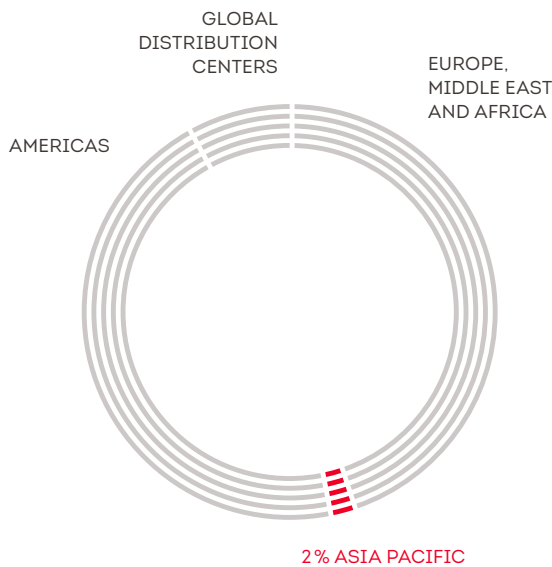 GLOBAL
DISTRIBUTION
CENTERS
EUROPE,
MIDDLE EAST
AND AFRICA
AMERICAS
2% ASIA PACIFIC